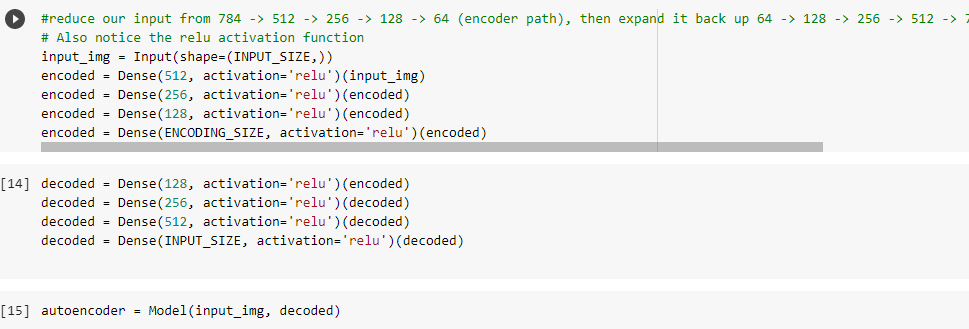 #reduce our input from 784 -> 512 -> 256 -> 128 -> 64 (encoder path), then expand it back up 64 -> 128 -> 256 -> 512 ->
# Also notice the relu activation function
input_img = Input(shape=(INPUT_SIZE,))
encoded = Dense(512, activation='relu')(input_img)
encoded = Dense(256, activation='relu')(encoded)
encoded = Dense(128, activation='relu')(encoded)
encoded = Dense(ENCODING_SIZE, activation='relu')(encoded)
[14] decoded = Dense(128, activation='relu')(encoded)
decoded = Dense(256, activation='relu')(decoded)
decoded = Dense(512, activation='relu')(decoded)
decoded = Dense(INPUT_SIZE, activation='relu')(decoded)
[15] autoencoder = Model(input_img, decoded)